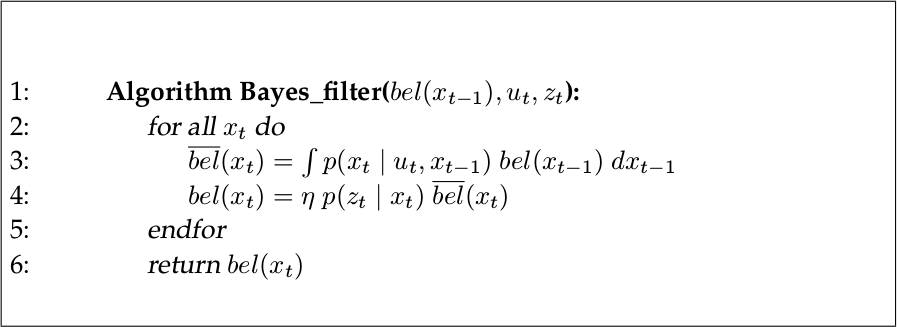 1: Algorithm Bayes_filter(bel(x_{t−1}), u_t, z_t):
2: for all x_t do
3: \overline{bel}(x_t) = ∫ p(x_t | u_t, x_{t−1}) bel(x_{t−1}) dx_{t−1}
4: bel(x_t) = η p(z_t | x_t) \overline{bel}(x_t)
5: endfor
6: return bel(x_t)